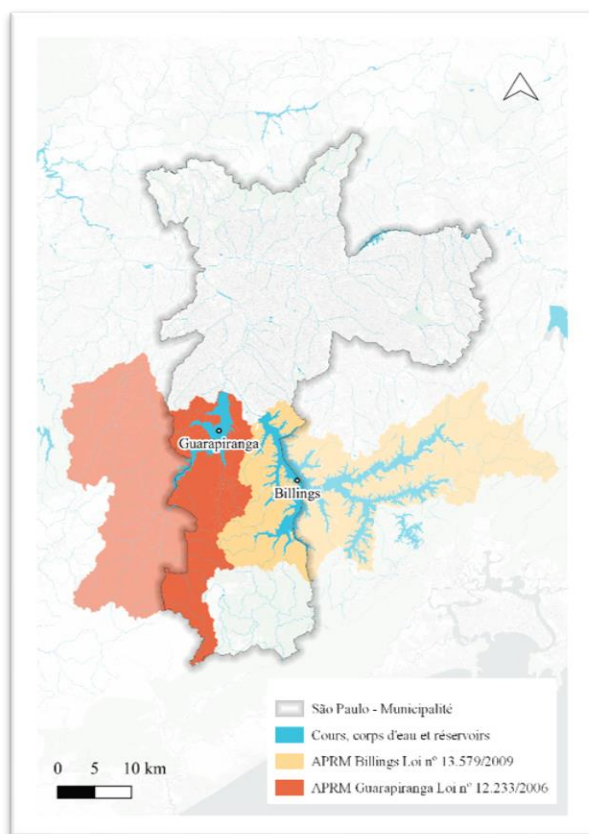 Guarapiranga
Billings
São Paulo - Municipalité
Cours, corps d'eau et réservoirs
APRM Billings Loi nº 13.579/2009
APRM Guarapiranga Loi nº 12.233/2006
0 5 10 km